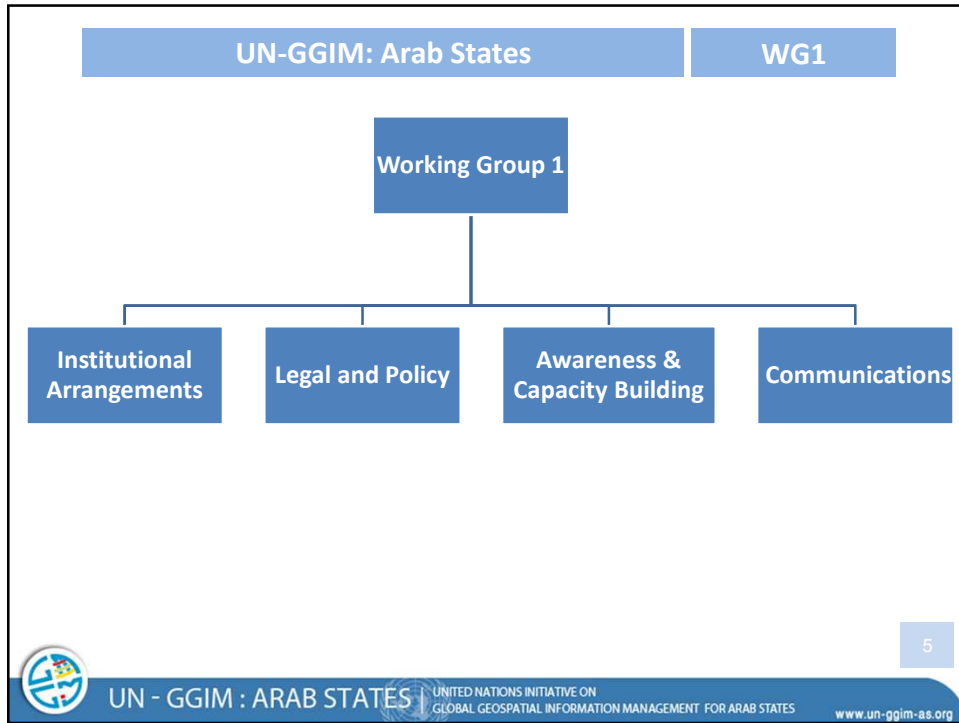 UN-GGIM: Arab States
WG1
Working Group 1
Institutional
Arrangements
Legal and Policy
Awareness &
Capacity Building
Communications
5
UN - GGIM : ARAB STATES
UNITED NATIONS INITIATIVE ON
GLOBAL GEOSPATIAL INFORMATION MANAGEMENT FOR ARAB STATES
www.un-ggim-as.org